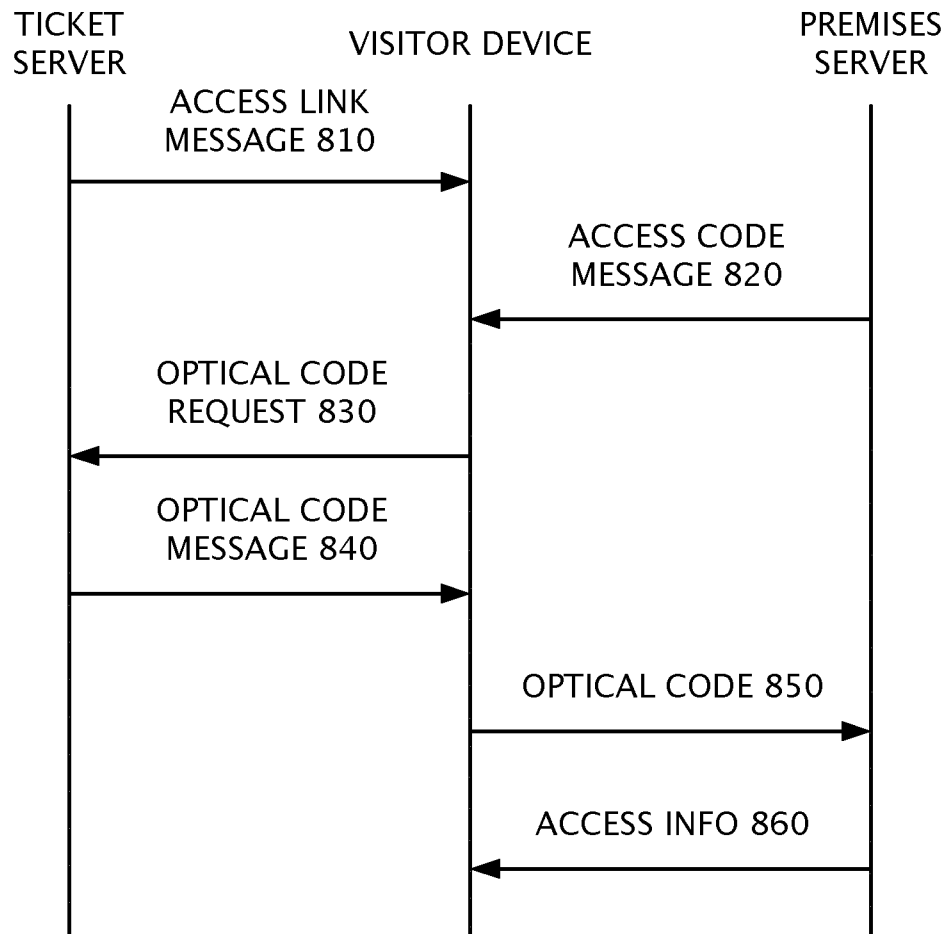 TICKET
SERVER
VISITOR DEVICE
PREMISES
SERVER
ACCESS LINK
MESSAGE 810
ACCESS CODE
MESSAGE 820
OPTICAL CODE
REQUEST 830
OPTICAL CODE
MESSAGE 840
OPTICAL CODE 850
ACCESS INFO 860